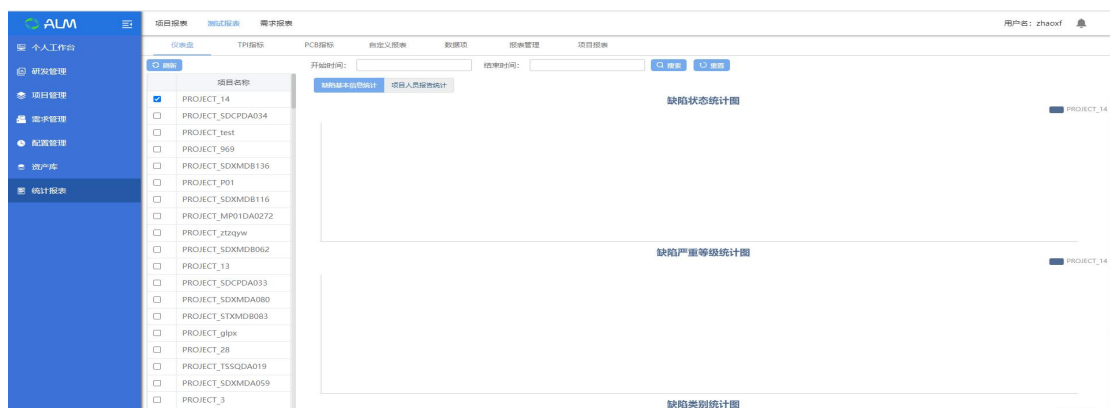 ALM
项目报表 测试报表 需求报表
用户名：zhaoxf
个人工作台
研发管理
项目管理
需求管理
配置管理
资产库
统计报表
仪表盘 TPI指标 PCB指标 自定义报表 数据项 报表管理 项目报表
刷新
开始时间： 结束时间： 搜索 重置
项目名称
缺陷基本信息统计 项目人员报告统计
PROJECT_14
PROJECT_SDCPDA034
PROJECT_test
PROJECT_969
PROJECT_SDXMDB136
PROJECT_P01
PROJECT_SDXMDB116
PROJECT_MP01DA0272
PROJECT_ztzqyw
PROJECT_SDXMDB062
PROJECT_13
PROJECT_SDCPDA033
PROJECT_SDXMDA080
PROJECT_STXMDB083
PROJECT_glpx
PROJECT_28
PROJECT_TSSQDA019
PROJECT_SDXMDA059
PROJECT_3
缺陷状态统计图
PROJECT_14
缺陷严重等级统计图
PROJECT_14
缺陷类别统计图